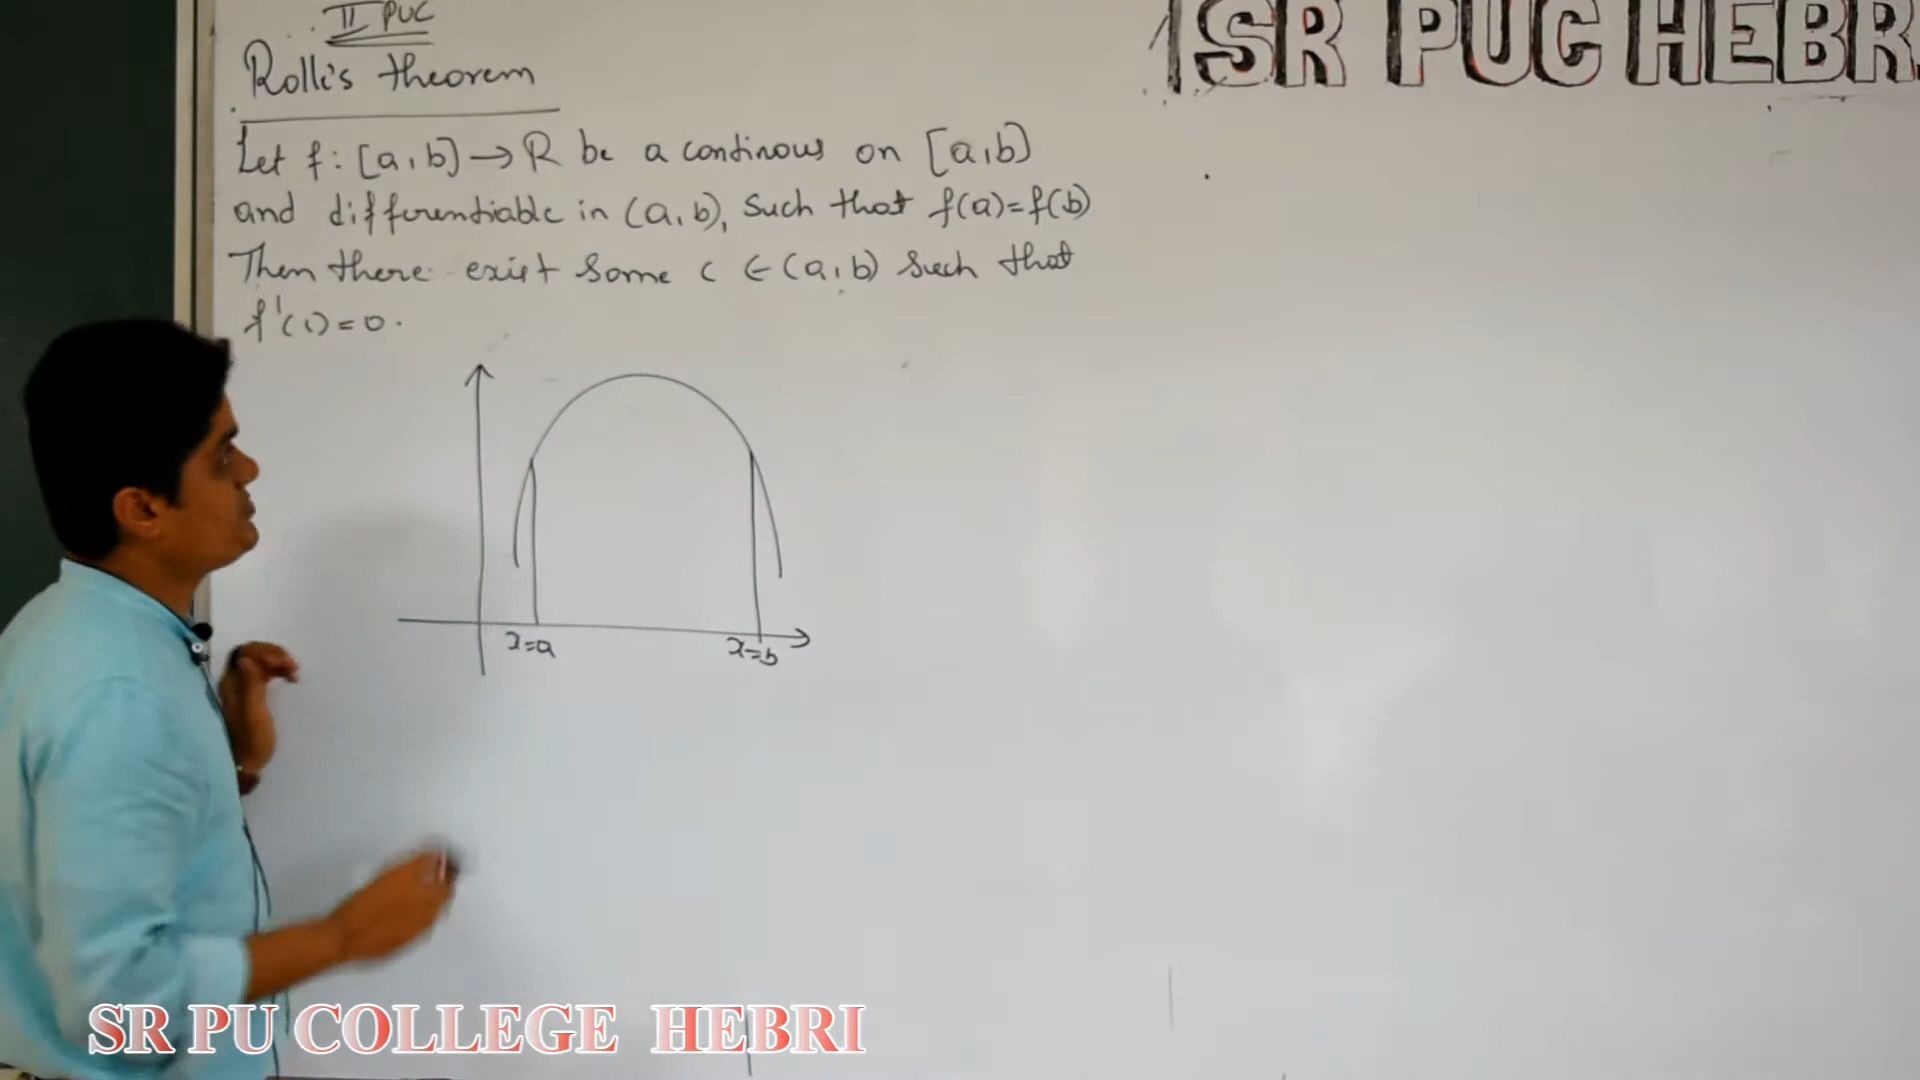 II PUC
Rolle's theorem
Let f : [a, b] → R be a continous on [a, b]
and differentiable in (a, b), such that f(a)=f(b)
Then there exist some c ∈ (a, b) such that
f'(c) = 0.
x=a
x=b
SR PUC HEBR
SR PU COLLEGE HEBRI